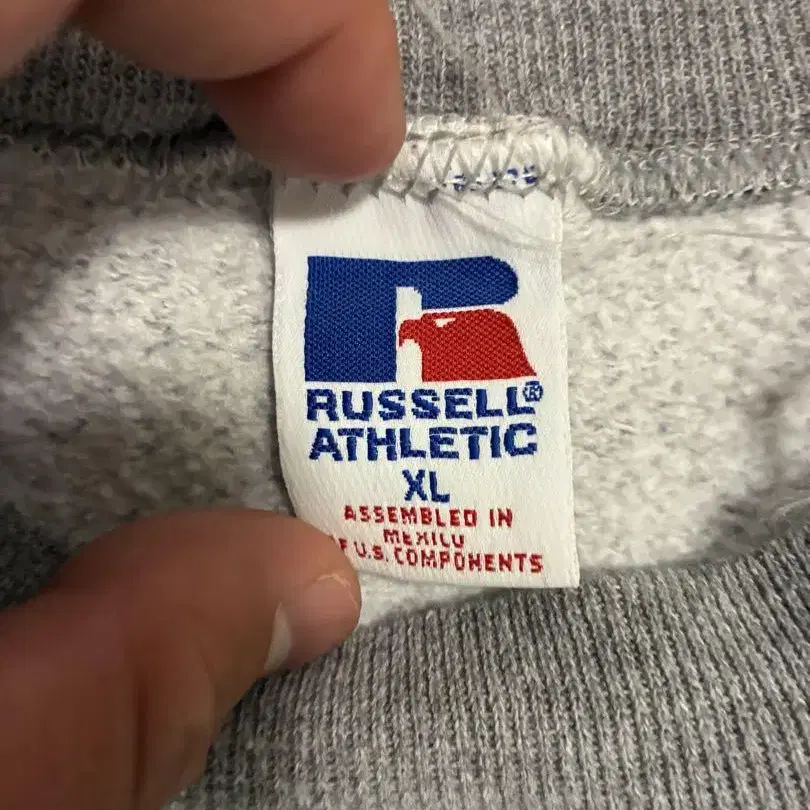 RUSSELL®
ATHLETIC
XL
ASSEMBLED IN
MEXICO
F U.S. COMPONENTS